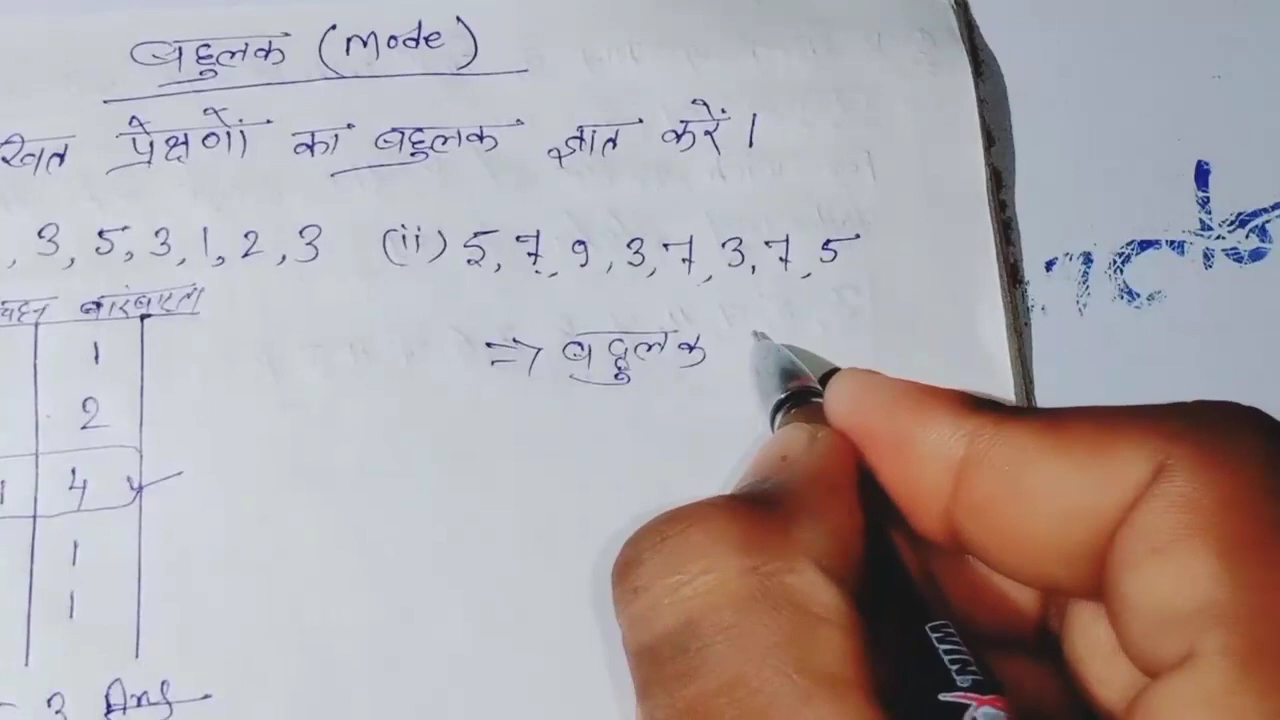 बहुलक (Mode)
प्रेक्षणों का बहुलक ज्ञात करें।
, 3, 5, 3, 1, 2, 3 (ii) 5, 7, 9, 3, 7, 3, 7, 5
बारंबारता
1
⇒ बहुलक
2
4
1
1
3 Ans
WIN